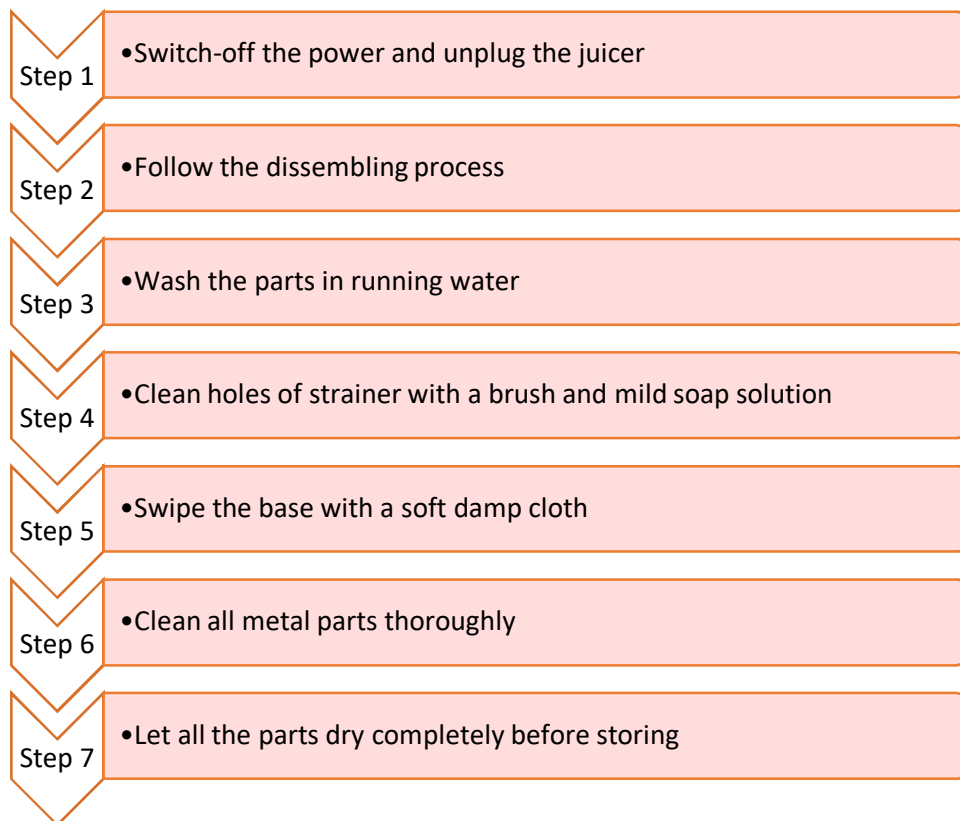 Step 1
•Switch-off the power and unplug the juicer
Step 2
•Follow the dissembling process
Step 3
•Wash the parts in running water
Step 4
•Clean holes of strainer with a brush and mild soap solution
Step 5
•Swipe the base with a soft damp cloth
Step 6
•Clean all metal parts thoroughly
Step 7
•Let all the parts dry completely before storing